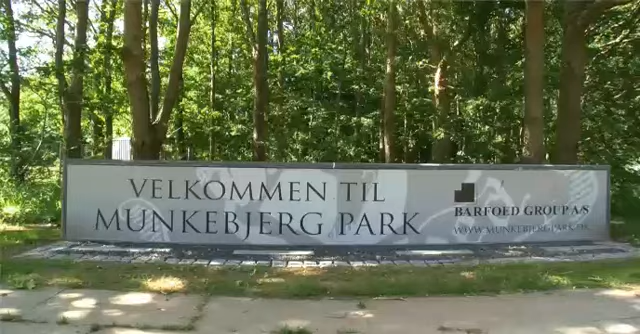 VELKOMMEN TIL
MUNKEBJERG PARK
BARFOED GROUP A/S
WWW.MUNKEBJERGPARK.DK